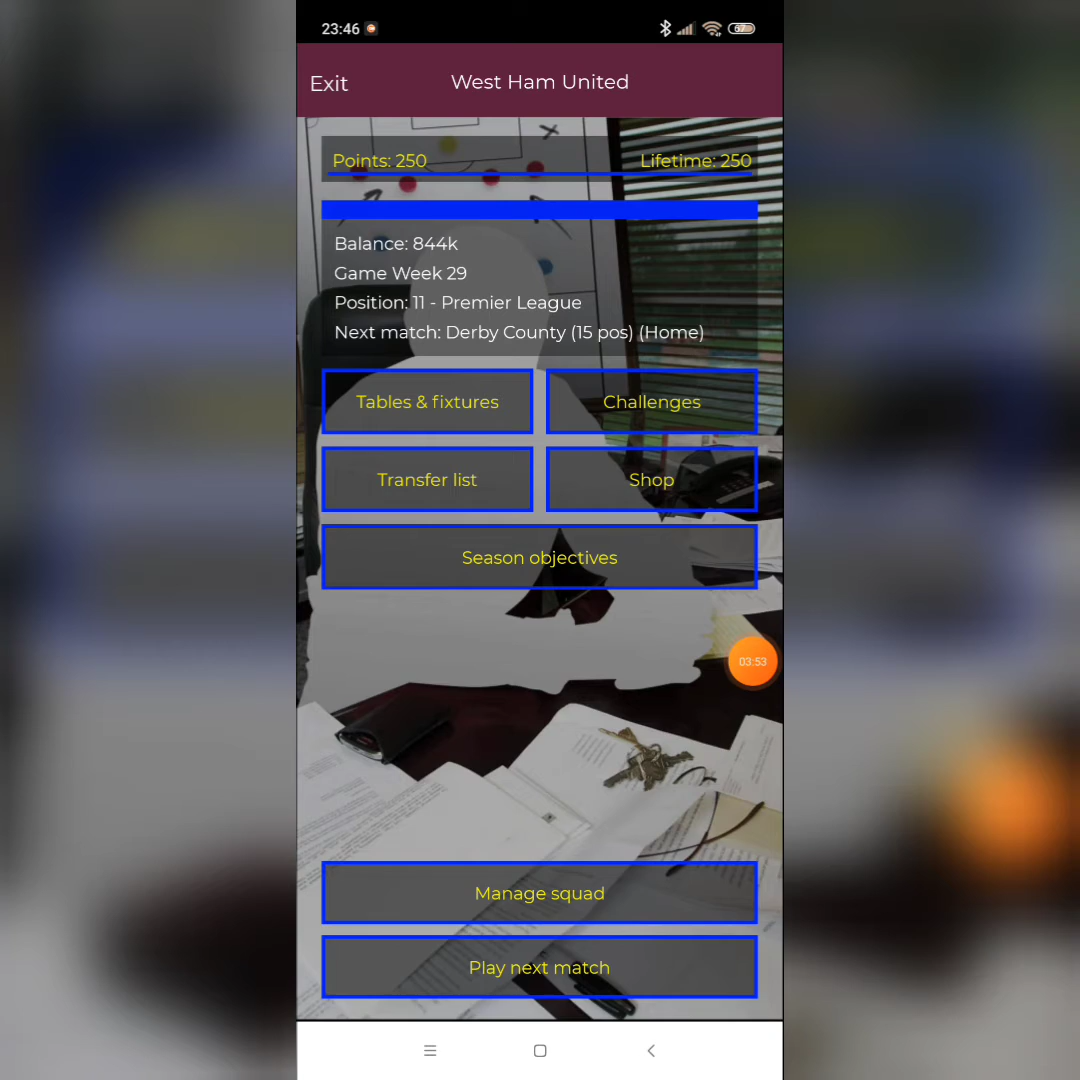 23:46
67
Exit
West Ham United
Points: 250
Lifetime: 250
Balance: 844k
Game Week 29
Position: 11 - Premier League
Next match: Derby County (15 pos) (Home)
Tables & fixtures
Challenges
Transfer list
Shop
Season objectives
03:53
Manage squad
Play next match